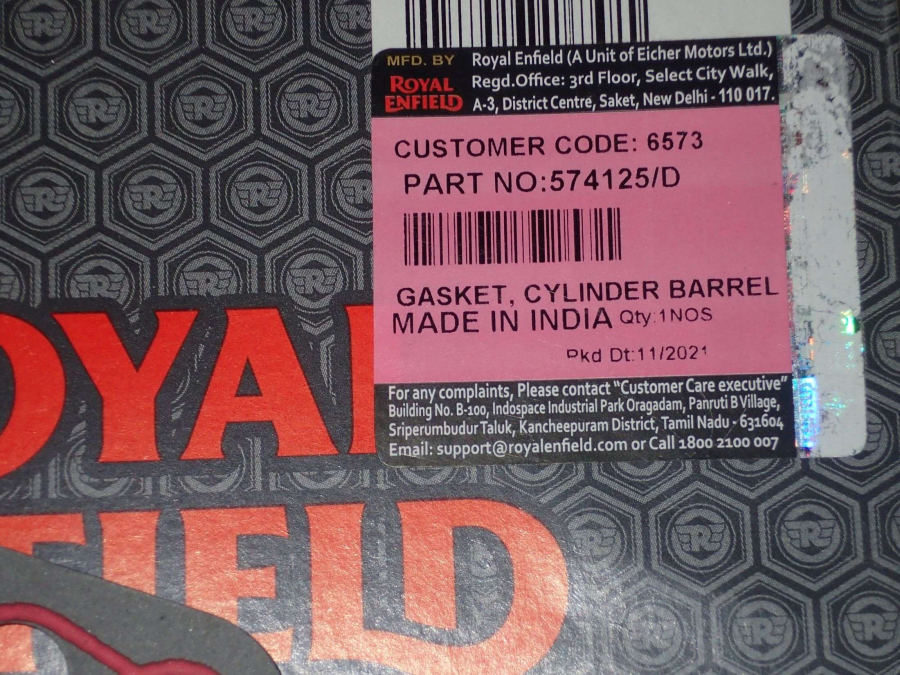 MFD. BY
ROYAL
ENFIELD
Royal Enfield (A Unit of Eicher Motors Ltd.)
Regd.Office: 3rd Floor, Select City Walk,
A-3, District Centre, Saket, New Delhi - 110 017.
CUSTOMER CODE: 6573
PART NO:574125/D
GASKET, CYLINDER BARREL
MADE IN INDIA Qty:1NOS
Pkd Dt:11/2021
For any complaints, Please contact "Customer Care executive"
Building No. B-100, Indospace Industrial Park Oragadam, Panruti B Village,
Sriperumbudur Taluk, Kancheepuram District, Tamil Nadu - 631604
Email: support@royalenfield.com or Call 1800 2100 007
OYAL
ENFIELD